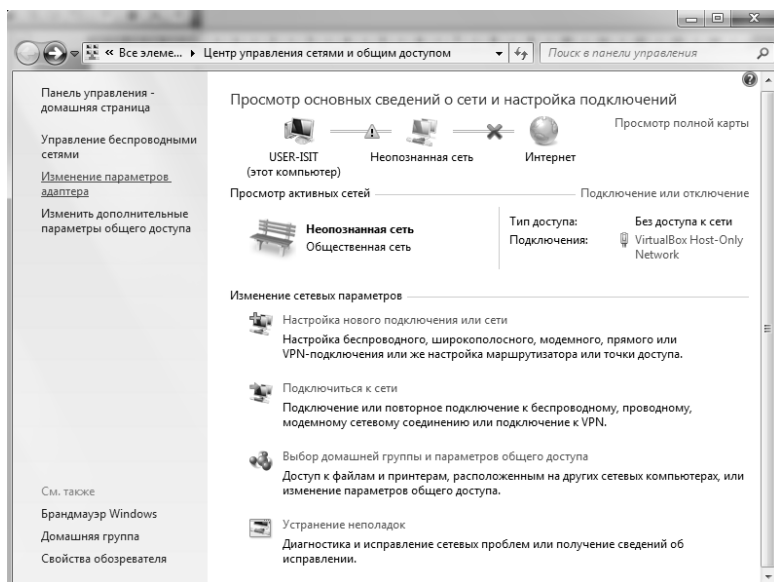 « Все элеме... ▸ Центр управления сетями и общим доступом
Поиск в панели управления
Панель управления -
домашняя страница
Управление беспроводными
сетями
Изменение параметров
адаптера
Изменить дополнительные
параметры общего доступа
См. также
Брандмауэр Windows
Домашняя группа
Свойства обозревателя
Просмотр основных сведений о сети и настройка подключений
Просмотр полной карты
USER-ISIT
(этот компьютер)
Неопознанная сеть
Интернет
Просмотр активных сетей
Подключение или отключение
Неопознанная сеть
Общественная сеть
Тип доступа: Без доступа к сети
Подключения: VirtualBox Host-Only
Network
Изменение сетевых параметров
Настройка нового подключения или сети
Настройка беспроводного, широкополосного, модемного, прямого или
VPN-подключения или же настройка маршрутизатора или точки доступа.
Подключиться к сети
Подключение или повторное подключение к беспроводному, проводному,
модемному сетевому соединению или подключение к VPN.
Выбор домашней группы и параметров общего доступа
Доступ к файлам и принтерам, расположенным на других сетевых компьютерах, или
изменение параметров общего доступа.
Устранение неполадок
Диагностика и исправление сетевых проблем или получение сведений об
исправлении.